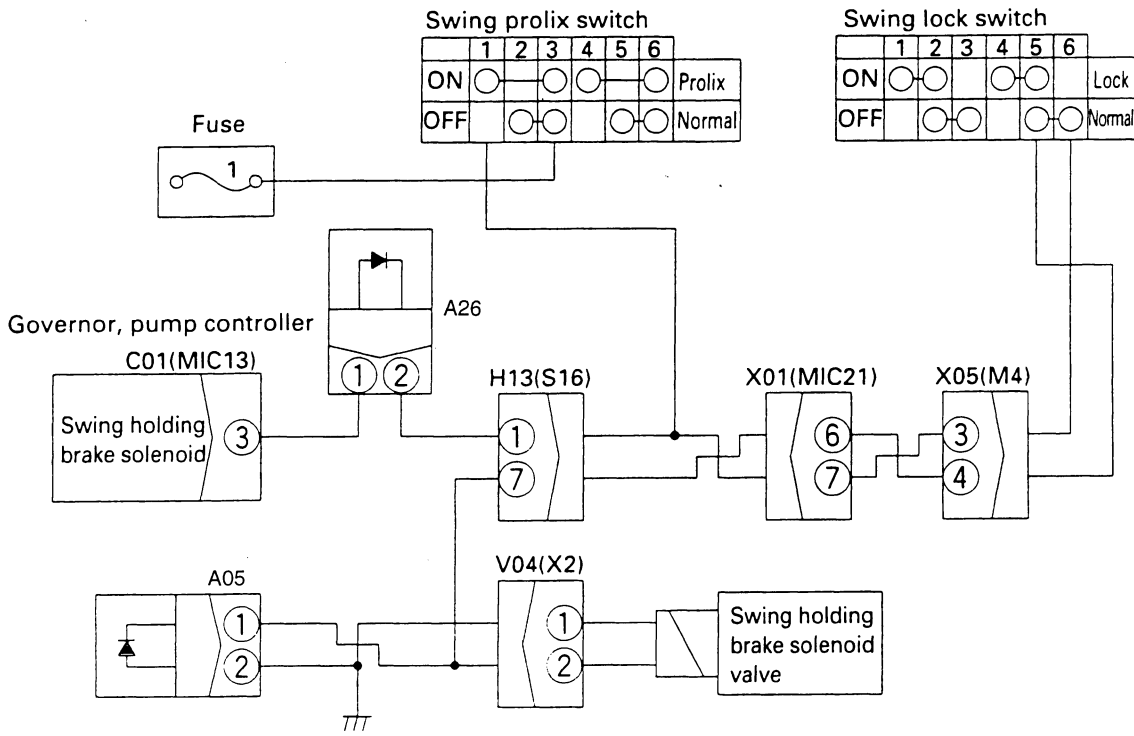 Swing prolix switch
1 2 3 4 5 6
ON Prolix
OFF Normal
Swing lock switch
1 2 3 4 5 6
ON Lock
OFF Normal
Fuse
1
A26
1 2
Governor, pump controller
C01(MIC13)
Swing holding
brake solenoid
3
H13(S16)
1
7
X01(MIC21)
6
7
X05(M4)
3
4
A05
1
2
V04(X2)
1
2
Swing holding
brake solenoid
valve